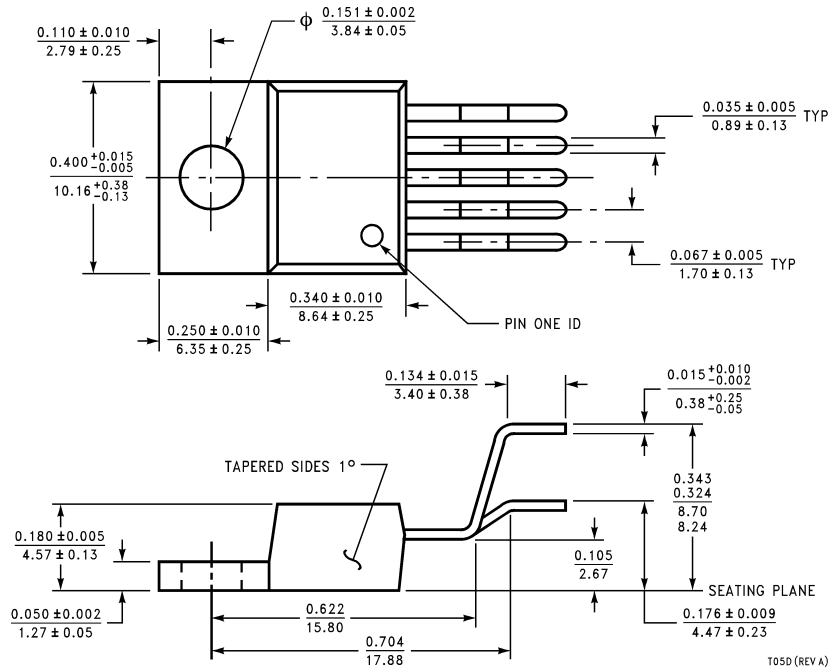 ϕ 0.151 ± 0.002
3.84 ± 0.05
0.110 ± 0.010
2.79 ± 0.25
0.035 ± 0.005 TYP
0.89 ± 0.13
0.400 +0.015 -0.005
10.16 +0.38 -0.13
0.067 ± 0.005 TYP
1.70 ± 0.13
0.340 ± 0.010
8.64 ± 0.25
PIN ONE ID
0.250 ± 0.010
6.35 ± 0.25
0.134 ± 0.015
3.40 ± 0.38
0.015 +0.010 -0.002
0.38 +0.25 -0.05
TAPERED SIDES 1°
0.343
0.324
8.70
8.24
0.180 ± 0.005
4.57 ± 0.13
0.105
2.67
SEATING PLANE
0.050 ± 0.002
1.27 ± 0.05
0.622
15.80
0.176 ± 0.009
4.47 ± 0.23
0.704
17.88
T05D (REV A)